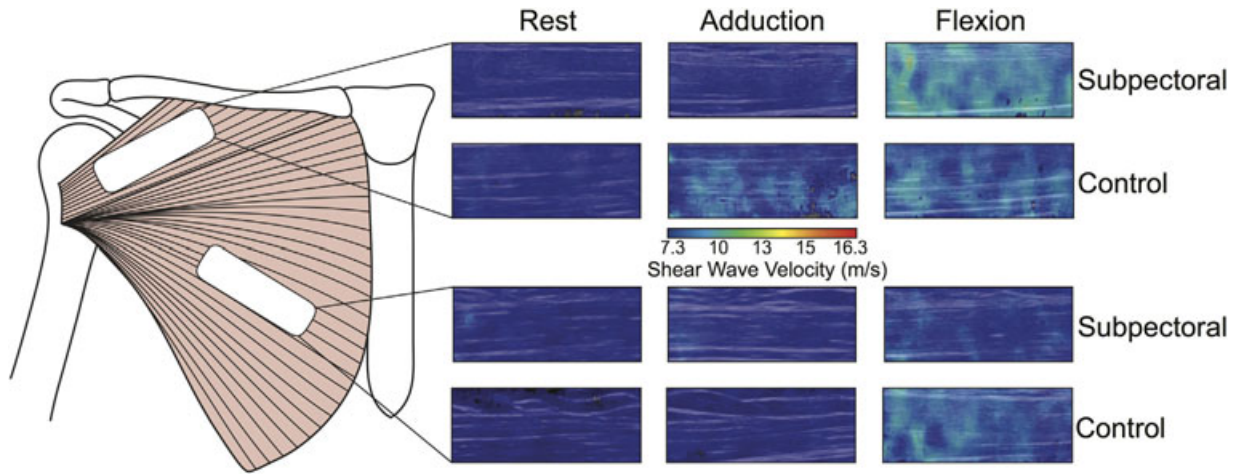 Rest Adduction Flexion
Subpectoral
Control
7.3 10 13 15 16.3
Shear Wave Velocity (m/s)
Subpectoral
Control